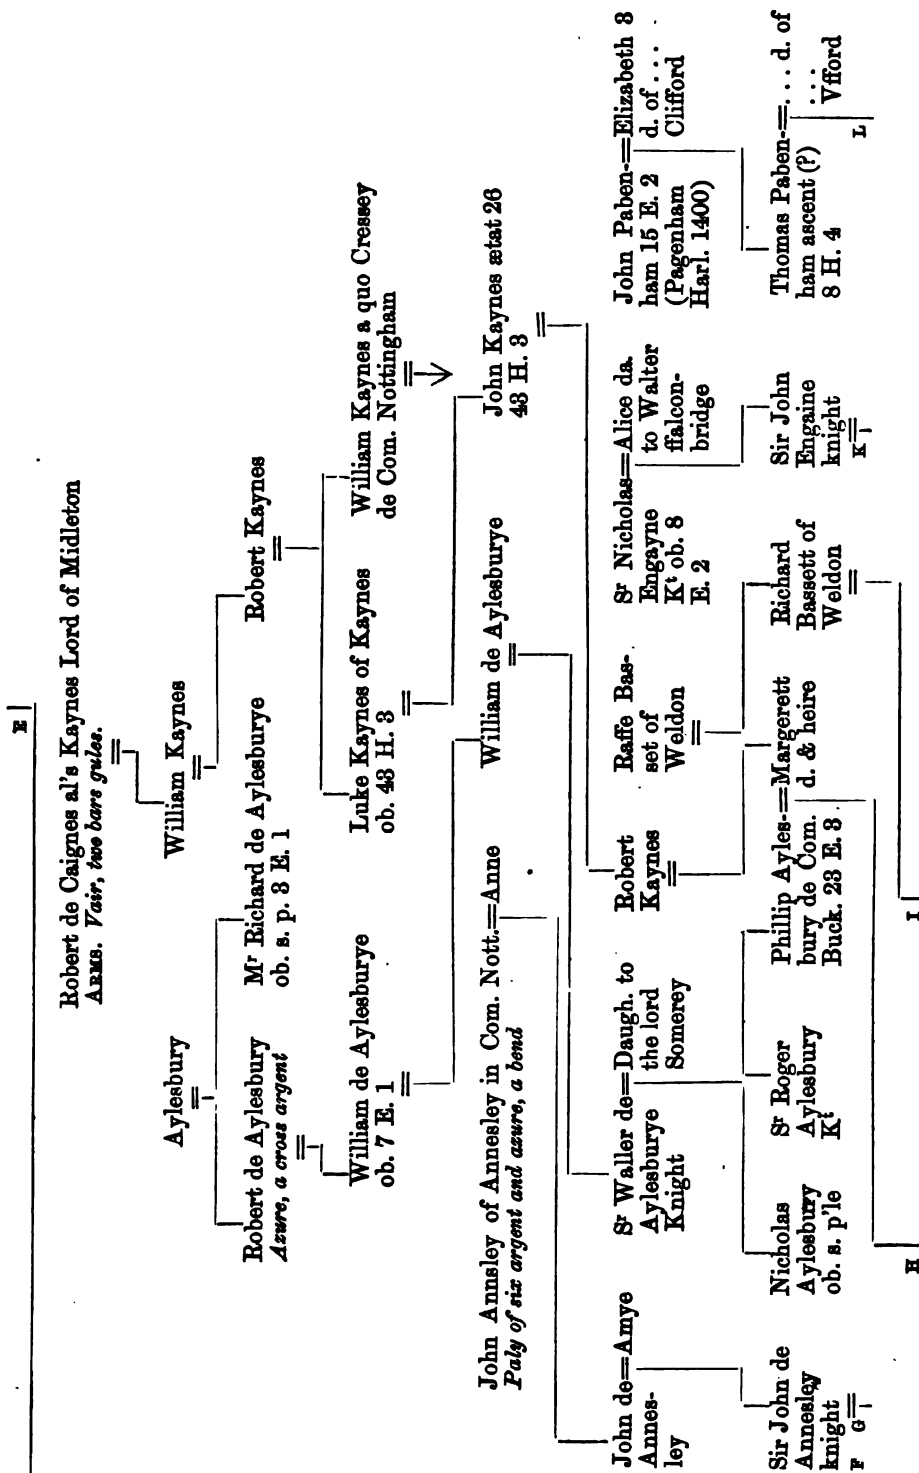 E
Robert de Caignes al's Kaynes Lord of Midleton
ARMS. Vair, two bars gules.
William Kaynes
Aylesbury
Robert de Aylesbury
Azure, a cross argent
Mr Richard de Aylesburye
ob. s. p. 3 E. 1
Robert Kaynes
William de Aylesburye
ob. 7 E. 1
Luke Kaynes of Kaynes
ob. 43 H. 3
William Kaynes a quo Cressey
de Com. Nottingham
John Annsley of Annesley in Com. Nott.=Anne
Paly of six argent and azure, a bend
William de Aylesburye
John Kaynes ætat 26
43 H. 3
John de=Amye
Annes-
ley
Sr Waller de=Daugh. to
Aylesburye the lord
Knight Somerey
Robert
Kaynes
Raffe Bas-
set of
Weldon
Sr Nicholas=Alice da.
Engayne to Walter
Kt ob. 8 ffalcon-
E. 2 bridge
John Paben-=Elizabeth 3
ham 15 E. 2 d. of ...
(Pagenham Clifford
Harl. 1400)
Sir John de
Annesley
knight
F G
Nicholas
Aylesbury
ob. s. p'le
Sr Roger
Aylesbury
Kt
Phillip Ayles-=Margerett
bury de Com. d. & heire
Buck. 23 E. 3
Richard
Bassett of
Weldon
Sir John
Engaine
knight
K
Thomas Paben-=... d. of
ham ascent (?) ...
8 H. 4 Vfford
L
H
I